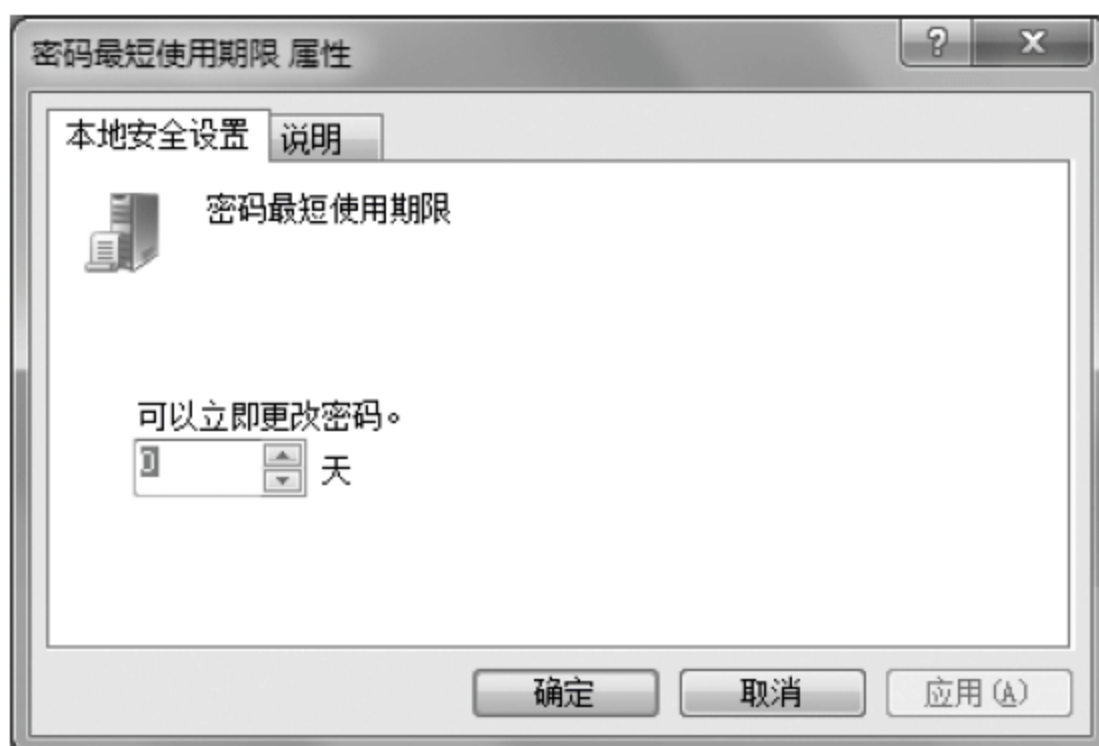 密码最短使用期限 属性
本地安全设置
说明
密码最短使用期限
可以立即更改密码。
0
天
确定
取消
应用(A)